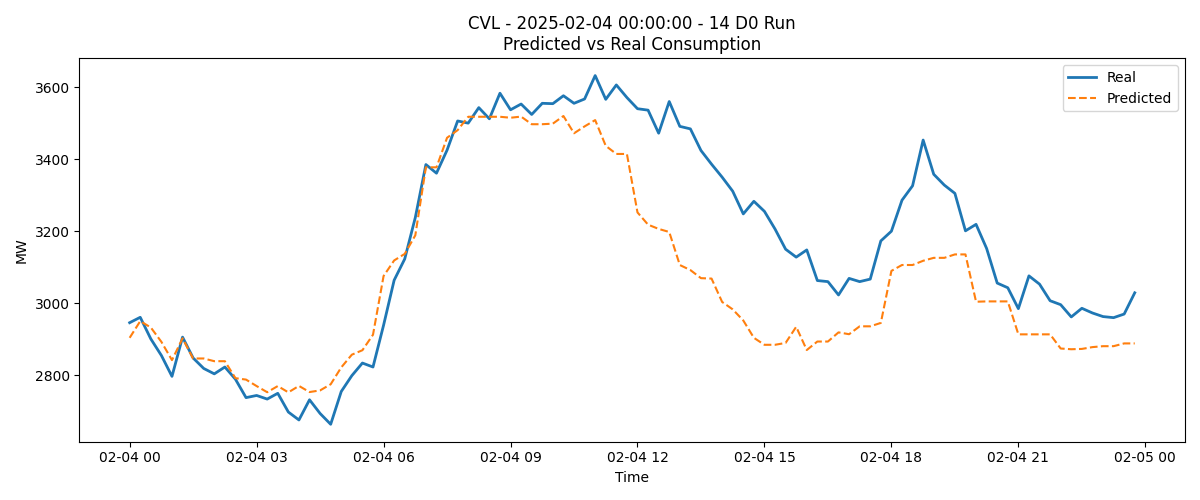 CVL - 2025-02-04 00:00:00 - 14 D0 Run
Predicted vs Real Consumption
Real
Predicted
MW
3600
3400
3200
3000
2800
02-04 00
02-04 03
02-04 06
02-04 09
02-04 12
02-04 15
02-04 18
02-04 21
02-05 00
Time